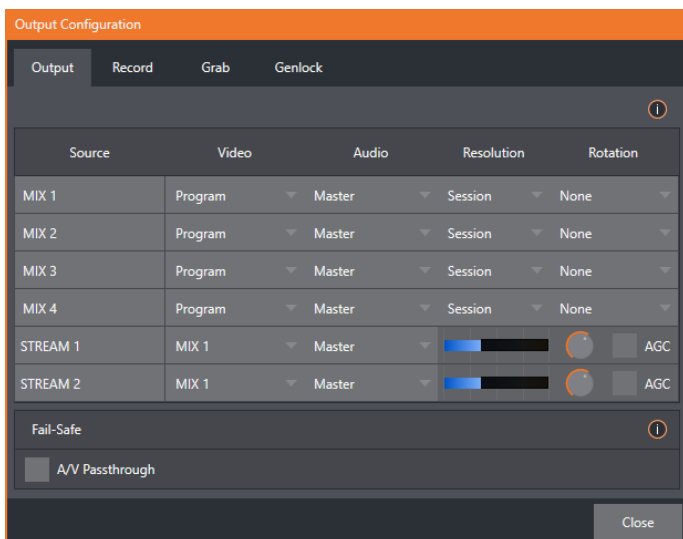 Output Configuration
Output Record Grab Genlock
Source Video Audio Resolution Rotation
MIX 1 Program Master Session None
MIX 2 Program Master Session None
MIX 3 Program Master Session None
MIX 4 Program Master Session None
STREAM 1 MIX 1 Master AGC
STREAM 2 MIX 1 Master AGC
Fail-Safe
A/V Passthrough
Close